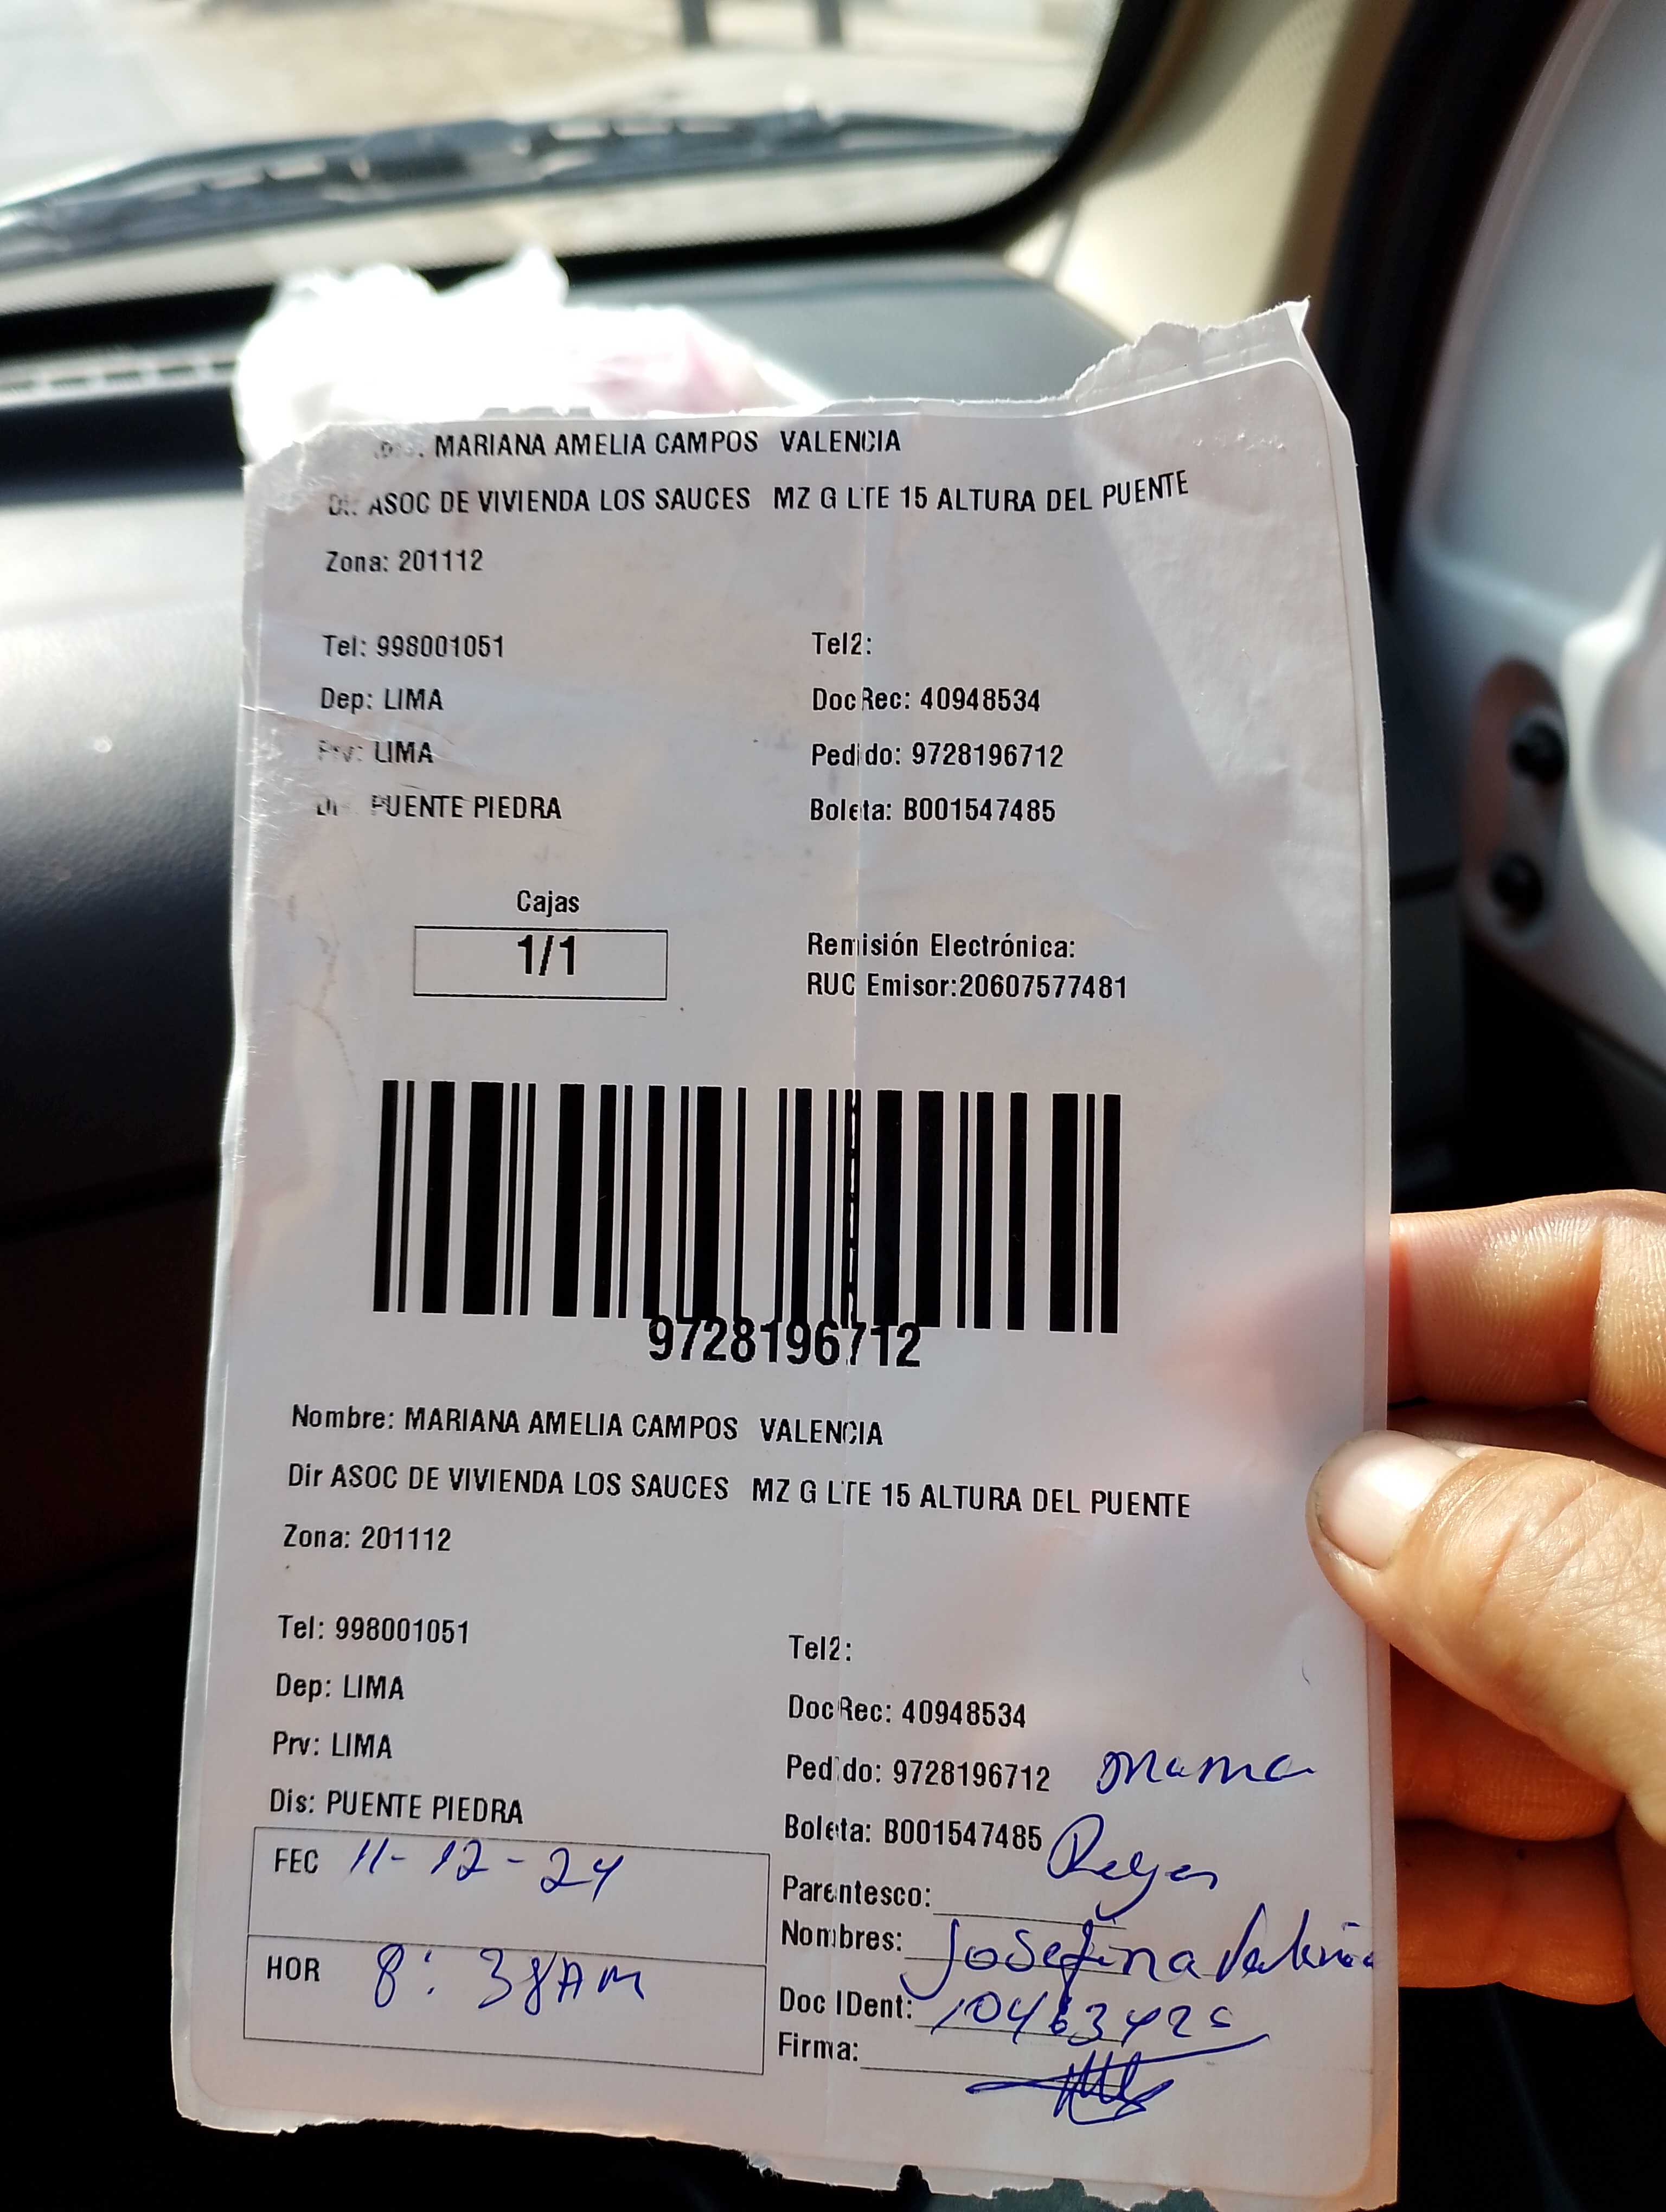 MARIANA AMELIA CAMPOS VALENCIA
ASOC DE VIVIENDA LOS SAUCES MZ G LTE 15 ALTURA DEL PUENTE
Zona: 201112
Tel: 998001051 Tel2:
Dep: LIMA DocRec: 40948534
Prv: LIMA Pedido: 9728196712
PUENTE PIEDRA Boleta: B001547485
Cajas
1/1
Remisión Electrónica:
RUC Emisor:20607577481
9728196712
Nombre: MARIANA AMELIA CAMPOS VALENCIA
Dir ASOC DE VIVIENDA LOS SAUCES MZ G LTE 15 ALTURA DEL PUENTE
Zona: 201112
Tel: 998001051 Tel2:
Dep: LIMA DocRec: 40948534
Prv: LIMA Pedido: 9728196712 mama
Dis: PUENTE PIEDRA Boleta: B001547485
FEC 11-12-24 Parentesco: Reyes
Nombres: Josefina
HOR 8:38AM Doc IDent:
Firma: